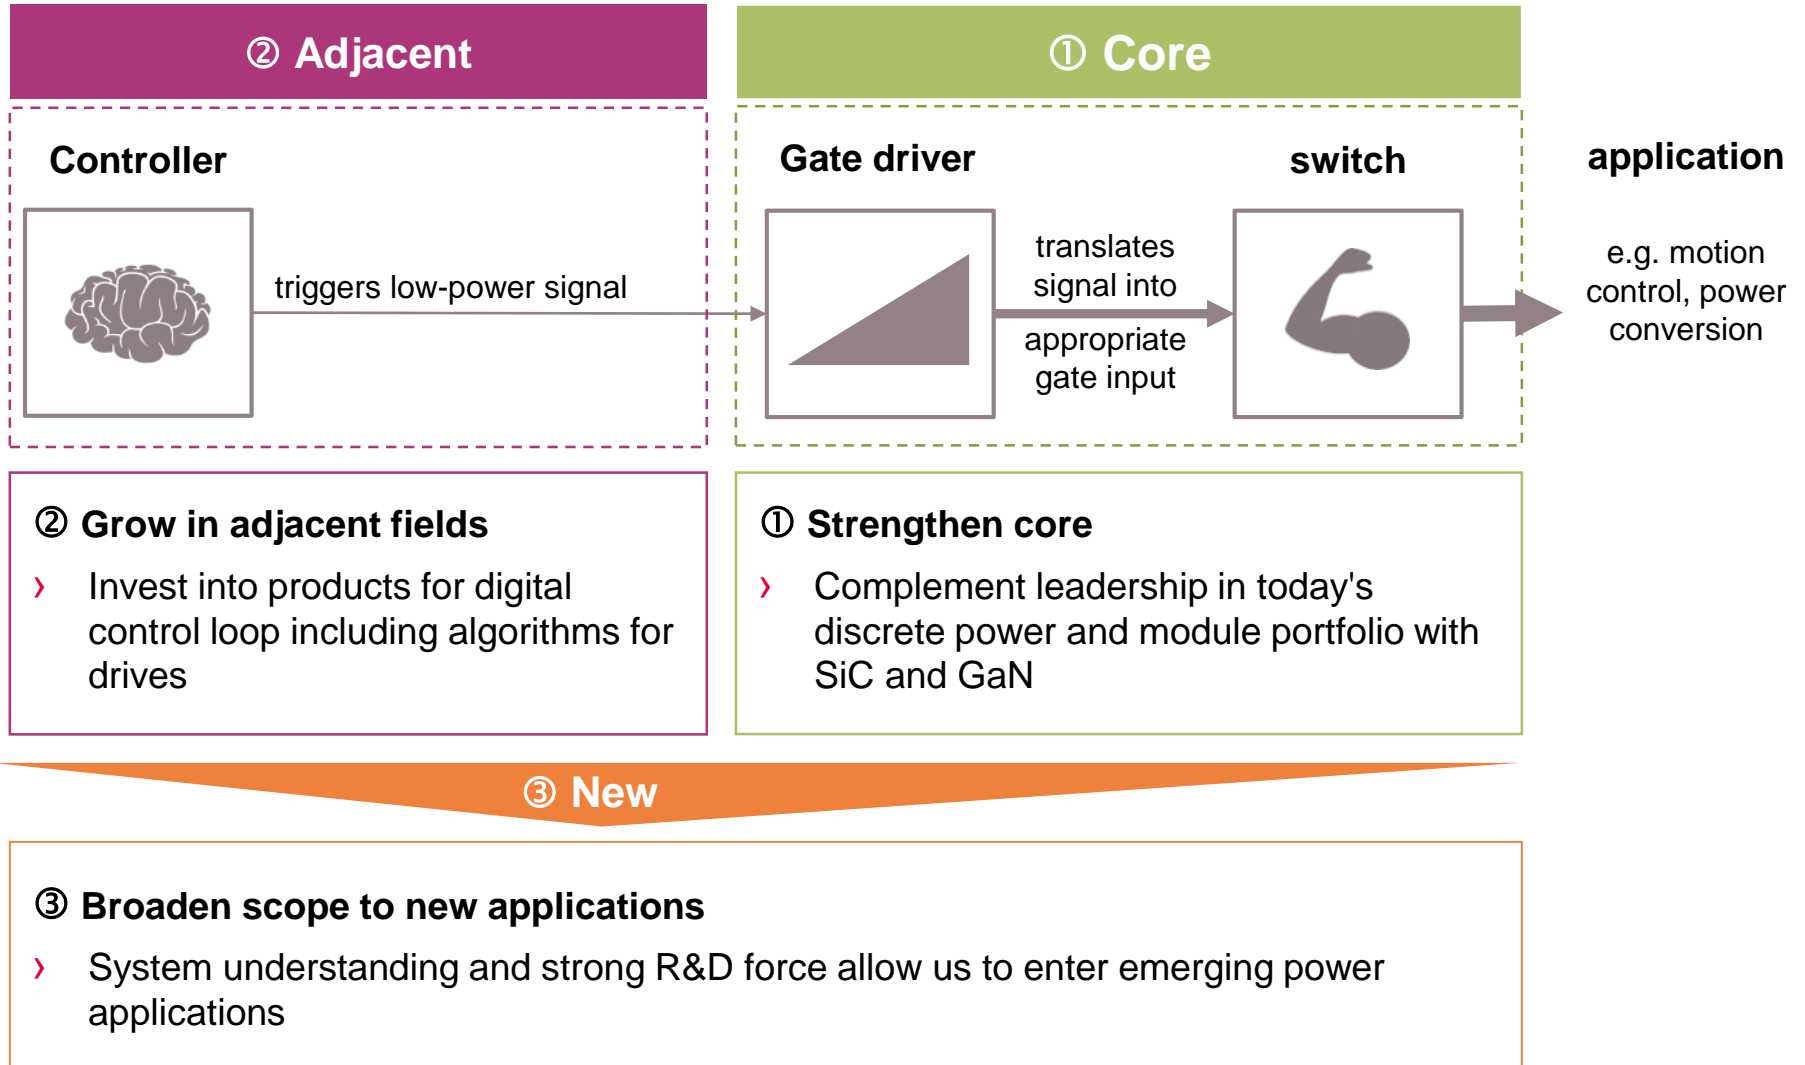 ② Adjacent
① Core
Controller
Gate driver
switch
application
triggers low-power signal
translates
signal into
appropriate
gate input
e.g. motion
control, power
conversion
② Grow in adjacent fields
› Invest into products for digital
control loop including algorithms for
drives
① Strengthen core
› Complement leadership in today's
discrete power and module portfolio with
SiC and GaN
③ New
③ Broaden scope to new applications
› System understanding and strong R&D force allow us to enter emerging power
applications